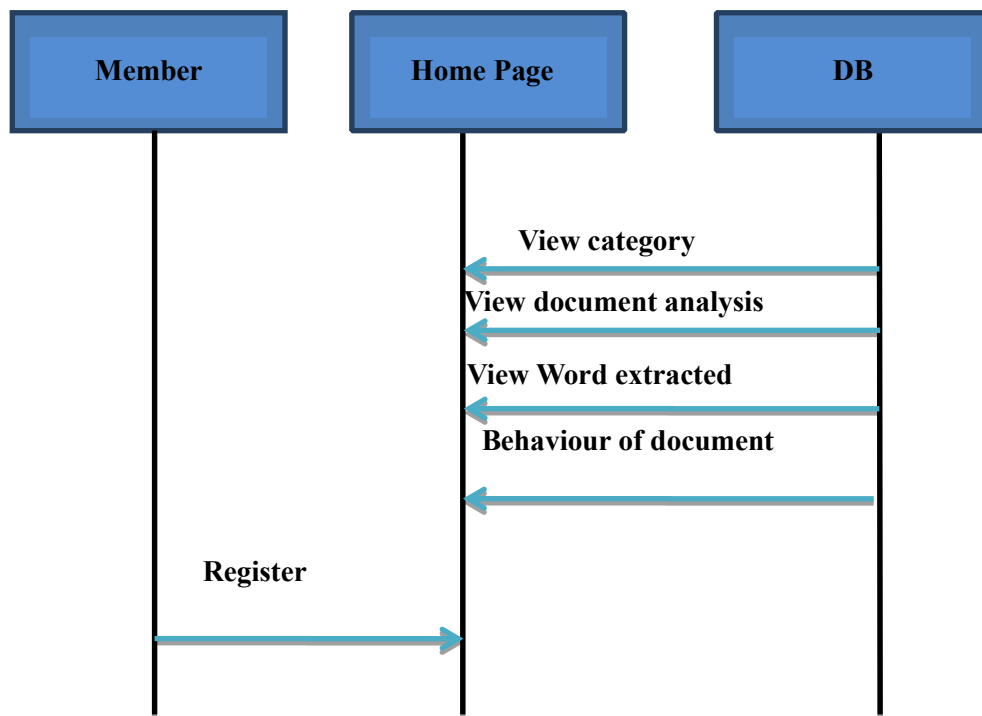 Member
Home Page
DB
View category
View document analysis
View Word extracted
Behaviour of document
Register